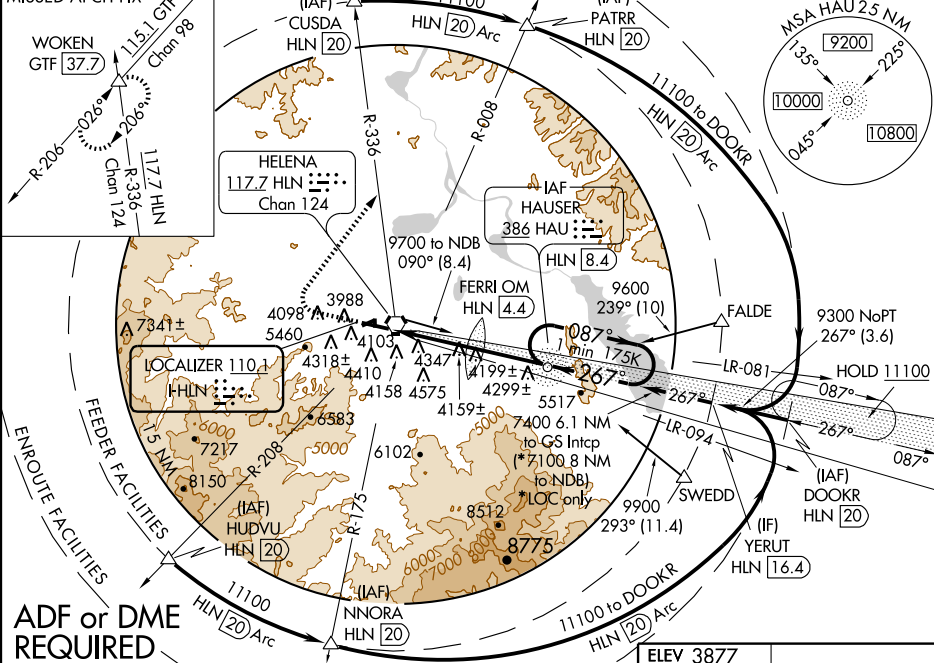 MISSED APCH FIX
WOKEN
GTF 37.7
115.1 GTF
Chan 98
026°
206°
R-206
117.7 HLN
R-336
Chan 124
(IAF)
CUSDA
HLN 20
11100
HLN 20 Arc
(IAF)
PATRR
HLN 20
11100 to DOOKR
HLN 20 Arc
MSA HAU 25 NM
135°
9200
225°
10000
045°
10800
R-336
R-008
HELENA
117.7 HLN
Chan 124
IAF
HAUSER
386 HAU
HLN 8.4
9700 to NDB
090° (8.4)
FERRI OM
HLN 4.4
9600
239° (10)
FALDE
9300 NoPT
267° (3.6)
HOLD 11100
087°
1 min 175K
267°
LR-081
087°
267°
087°
267°
LR-094
7341±
4098
3988
5460
4103
4318±
4410
4347
4158
4575
4199±
4299±
4159±
5517
LOCALIZER 110.1
I-HLN
6583
6000
5000
7217
R-208
8150
15 NM
6102
5000
7400 6.1 NM
to GS Intcp
(*7100 8 NM
to NDB)
*LOC only
SWEDD
9900
293° (11.4)
(IAF)
DOOKR
HLN 20
(IF)
YERUT
HLN 16.4
8512
8775
6000
7000
8000
R-175
(IAF)
HUDVU
HLN 20
FEEDER FACILITIES
ENROUTE FACILITIES
11100
HLN 20 Arc
(IAF)
NNORA
HLN 20
11100 to DOOKR
HLN 20 Arc
ADF or DME
REQUIRED
ELEV 3877